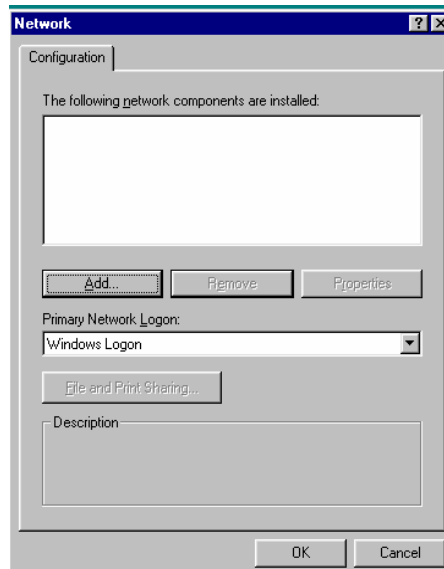 Network
Configuration
The following network components are installed:
Add... Remove Properties
Primary Network Logon:
Windows Logon
File and Print Sharing...
Description
OK Cancel